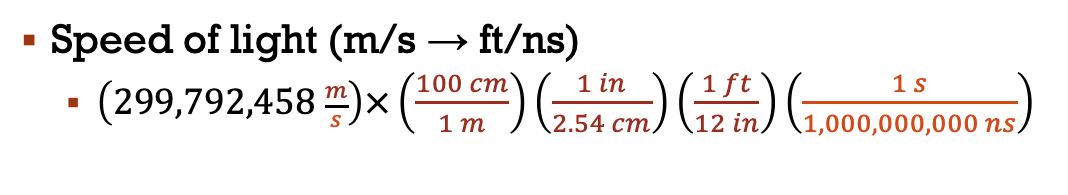 ▪ Speed of light (m/s → ft/ns)
▪ (299,792,458 m/s)× (100 cm/1 m) (1 in/2.54 cm) (1 ft/12 in) (1 s/1,000,000,000 ns)